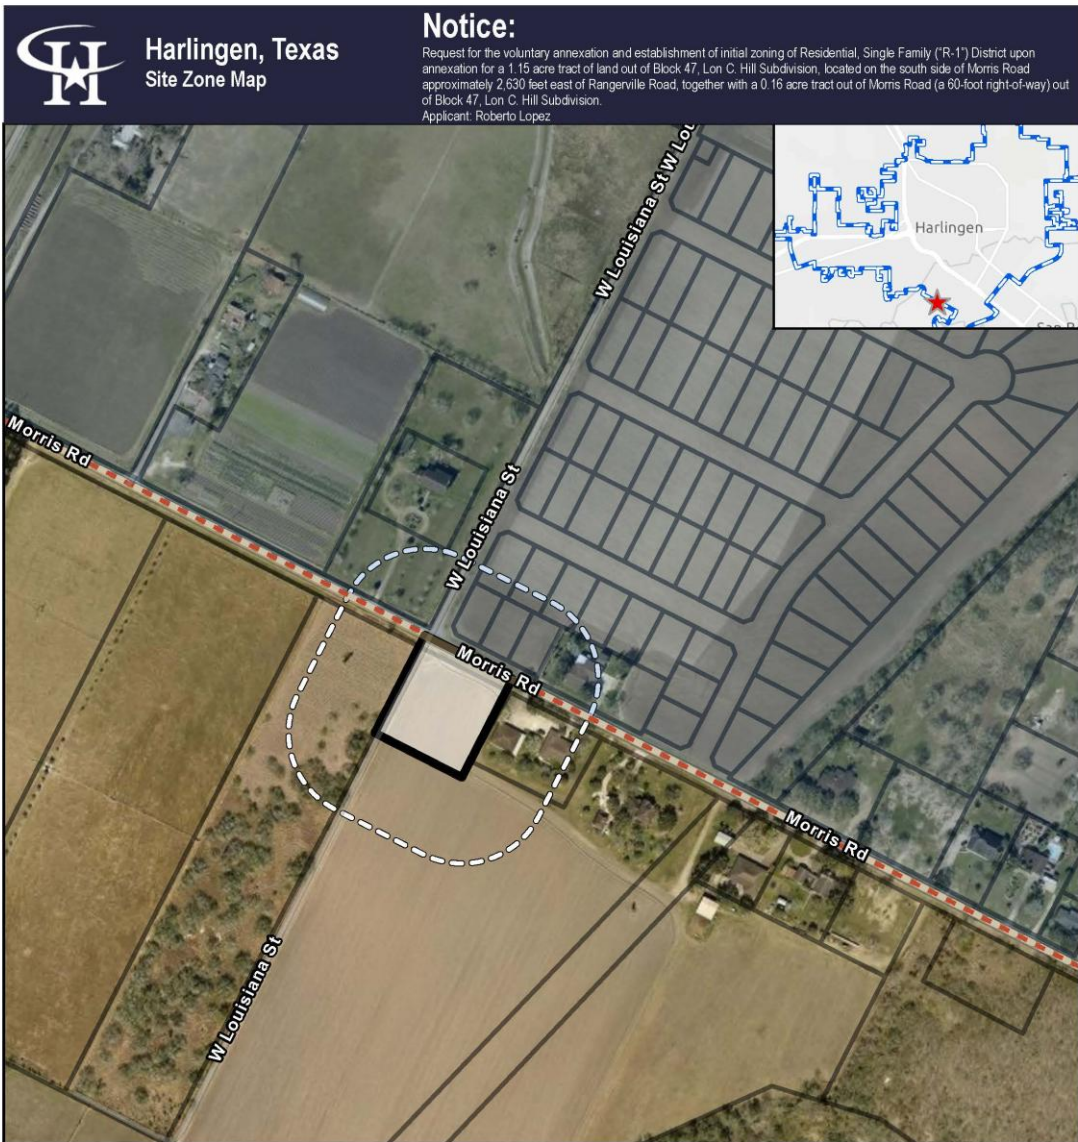 Harlingen, Texas
Site Zone Map
Notice:
Request for the voluntary annexation and establishment of initial zoning of Residential, Single Family ("R-1") District upon
annexation for a 1.15 acre tract of land out of Block 47, Lon C. Hill Subdivision, located on the south side of Morris Road
approximately 2,630 feet east of Rangerville Road, together with a 0.16 acre tract out of Morris Road (a 60-foot right-of-way) out
of Block 47, Lon C. Hill Subdivision.
Applicant: Roberto Lopez
W Louisiana St
W Lou
Harlingen
San B
Morris Rd
W Louisiana St
Morris Rd
Morris Rd
W Louisiana St